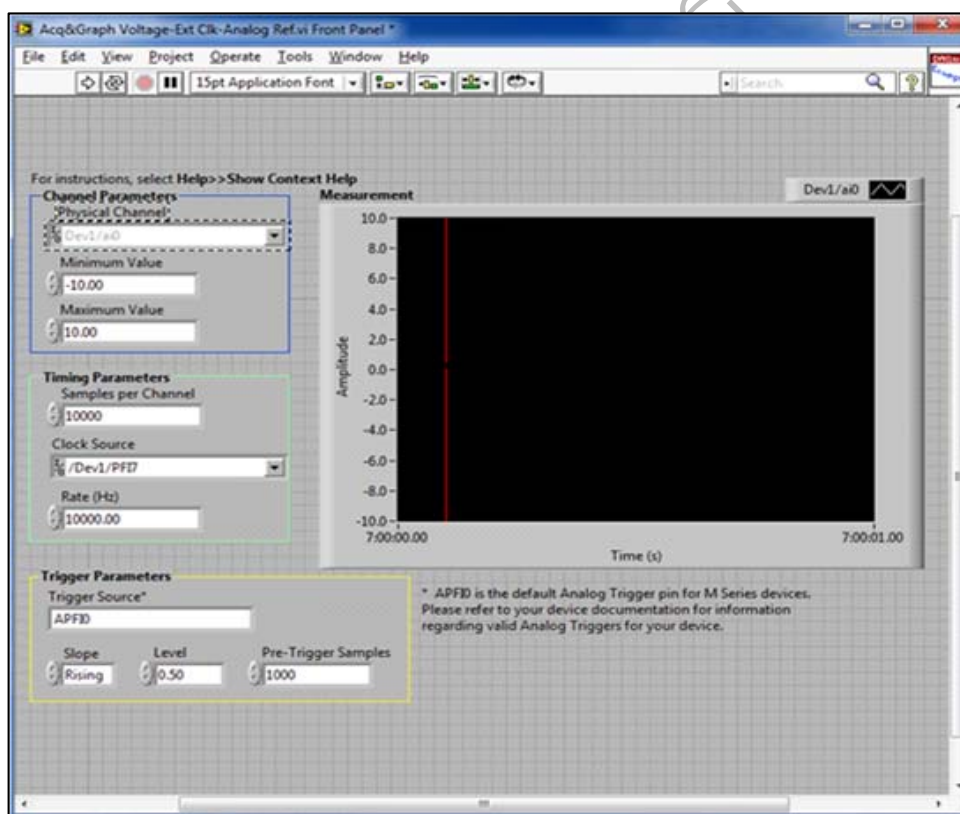 Acq&Graph Voltage-Ext Clk-Analog Ref.vi Front Panel *
File Edit View Project Operate Tools Window Help
15pt Application Font
Search
For instructions, select Help>>Show Context Help
Channel Parameters
"Physical Channel"
Dev1/ai0
Minimum Value
-10.00
Maximum Value
10.00
Timing Parameters
Samples per Channel
10000
Clock Source
/Dev1/PFI7
Rate (Hz)
10000.00
Measurement
Dev1/ai0
Amplitude
10.0
8.0
6.0
4.0
2.0
0.0
-2.0
-4.0
-6.0
-8.0
-10.0
7:00:00.00
7:00:01.00
Time (s)
Trigger Parameters
Trigger Source*
APFI0
Slope Level Pre-Trigger Samples
Rising 0.50 1000
* APFI0 is the default Analog Trigger pin for M Series devices.
Please refer to your device documentation for information
regarding valid Analog Triggers for your device.